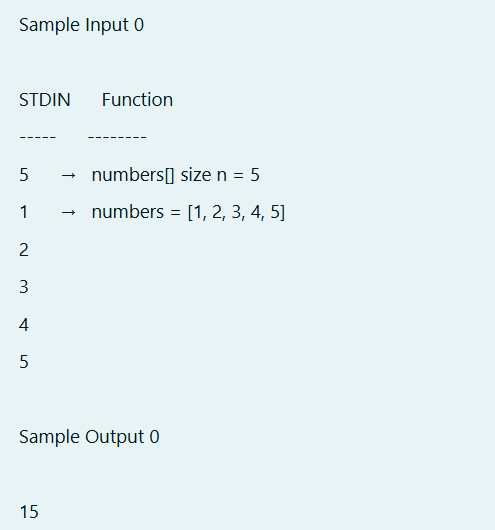 Sample Input 0
STDIN      Function
-----      --------
5      →   numbers[] size n = 5
1      →   numbers = [1, 2, 3, 4, 5]
2
3
4
5
Sample Output 0
15